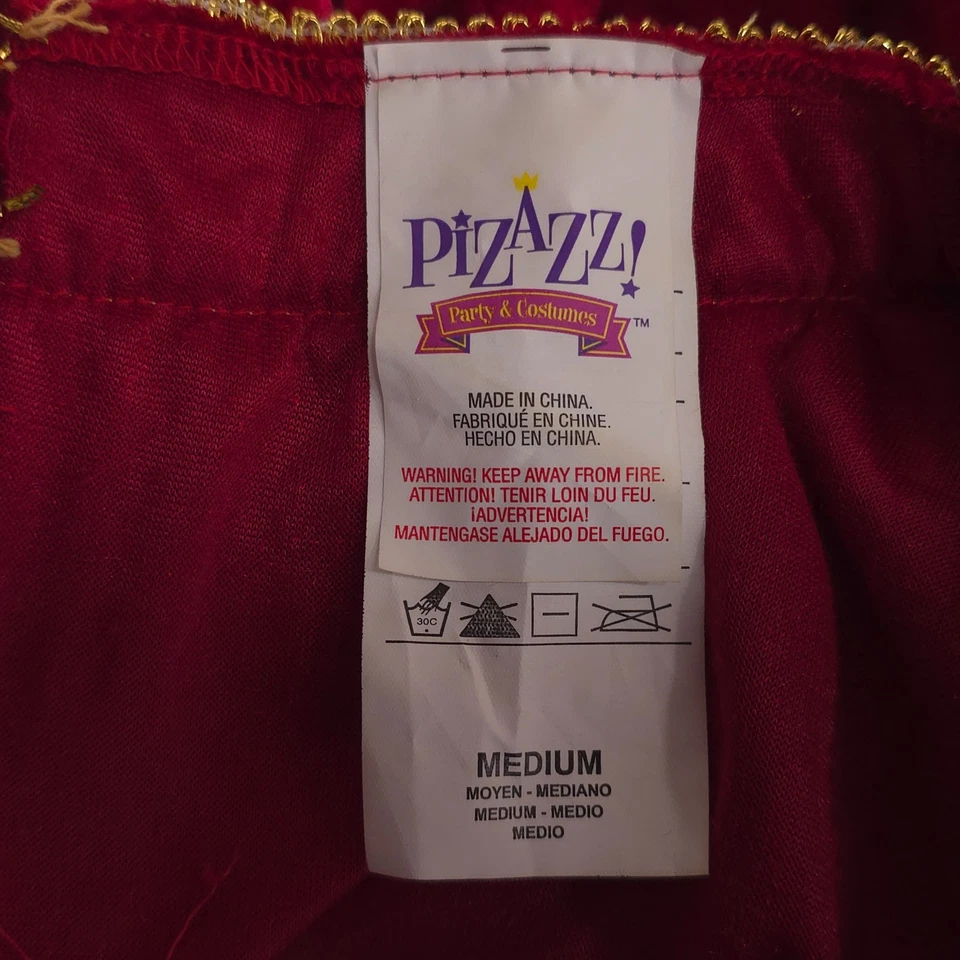 PiZAZZ!
Party & Costumes TM
MADE IN CHINA.
FABRIQUÉ EN CHINE.
HECHO EN CHINA.
WARNING! KEEP AWAY FROM FIRE.
ATTENTION! TENIR LOIN DU FEU.
¡ADVERTENCIA!
MANTENGASE ALEJADO DEL FUEGO.
30C
MEDIUM
MOYEN - MEDIANO
MEDIUM - MEDIO
MEDIO